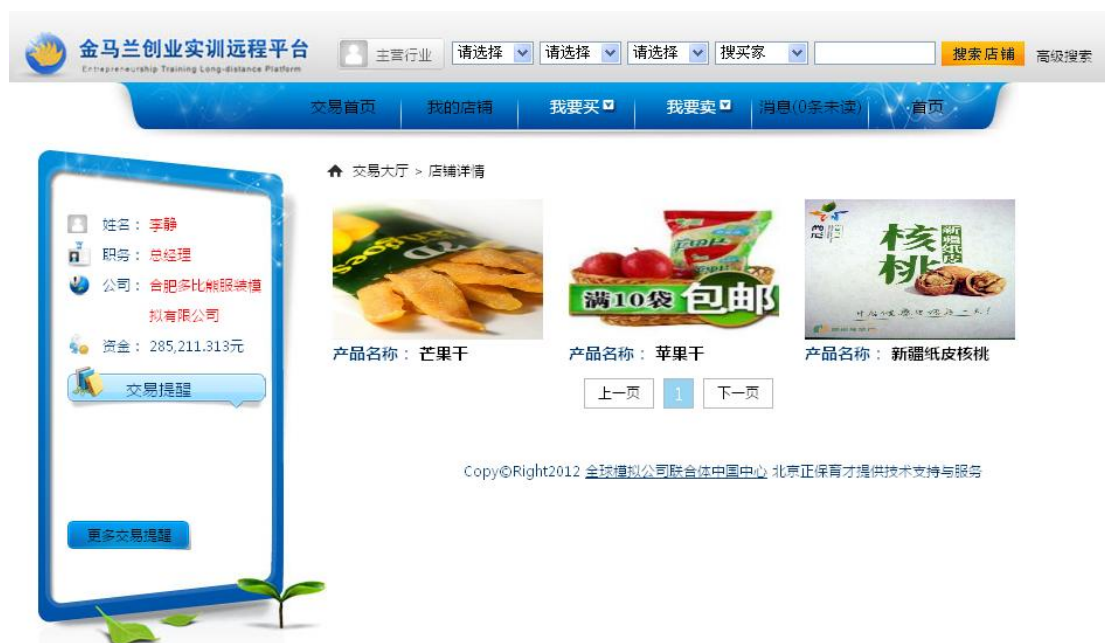 金马兰创业实训远程平台
Entrepreneurship Training Long-distance Platform
主营行业 请选择 请选择 请选择 搜买家 搜索店铺 高级搜索
交易首页 我的店铺 我要买 我要卖 消息(0条未读) 首页
交易大厅 > 店铺详情
姓名： 李静
职务： 总经理
公司： 合肥多比熊服装模
拟有限公司
资金： 285,211.313元
交易提醒
更多交易提醒
满10袋 包邮
核桃
新疆纸皮
产品名称： 芒果干
产品名称： 苹果干
产品名称： 新疆纸皮核桃
上一页 1 下一页
Copy©Right2012 全球模拟公司联合体中国中心 北京正保育才提供技术支持与服务